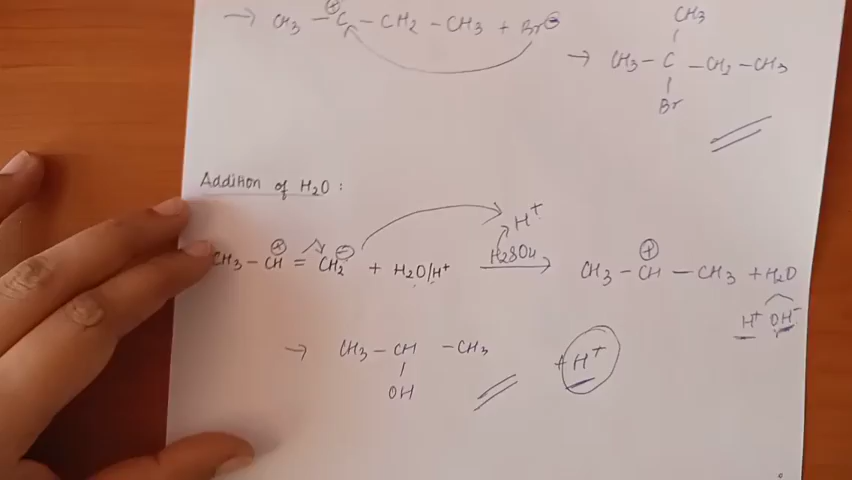 → CH3 – C⊕ – CH2 – CH3 + Br⊖
CH3
→ CH3 – C – CH2 – CH3
Br
Addition of H2O :
H+
CH3 – CH⊕ = CH2⊖ + H2O/H+ H2SO4 → CH3 – CH⊕ – CH3 + H2O
H+ OH-
→ CH3 – CH – CH3 + H+
OH